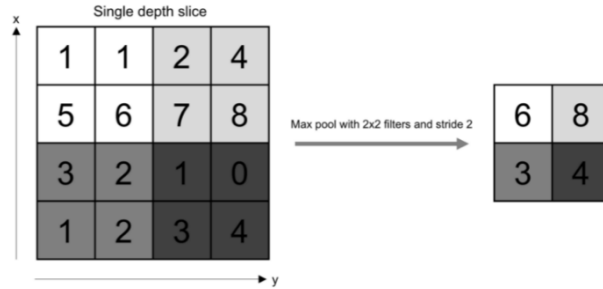 Single depth slice
x
1 1 2 4
5 6 7 8
3 2 1 0
1 2 3 4
y
Max pool with 2x2 filters and stride 2
6 8
3 4